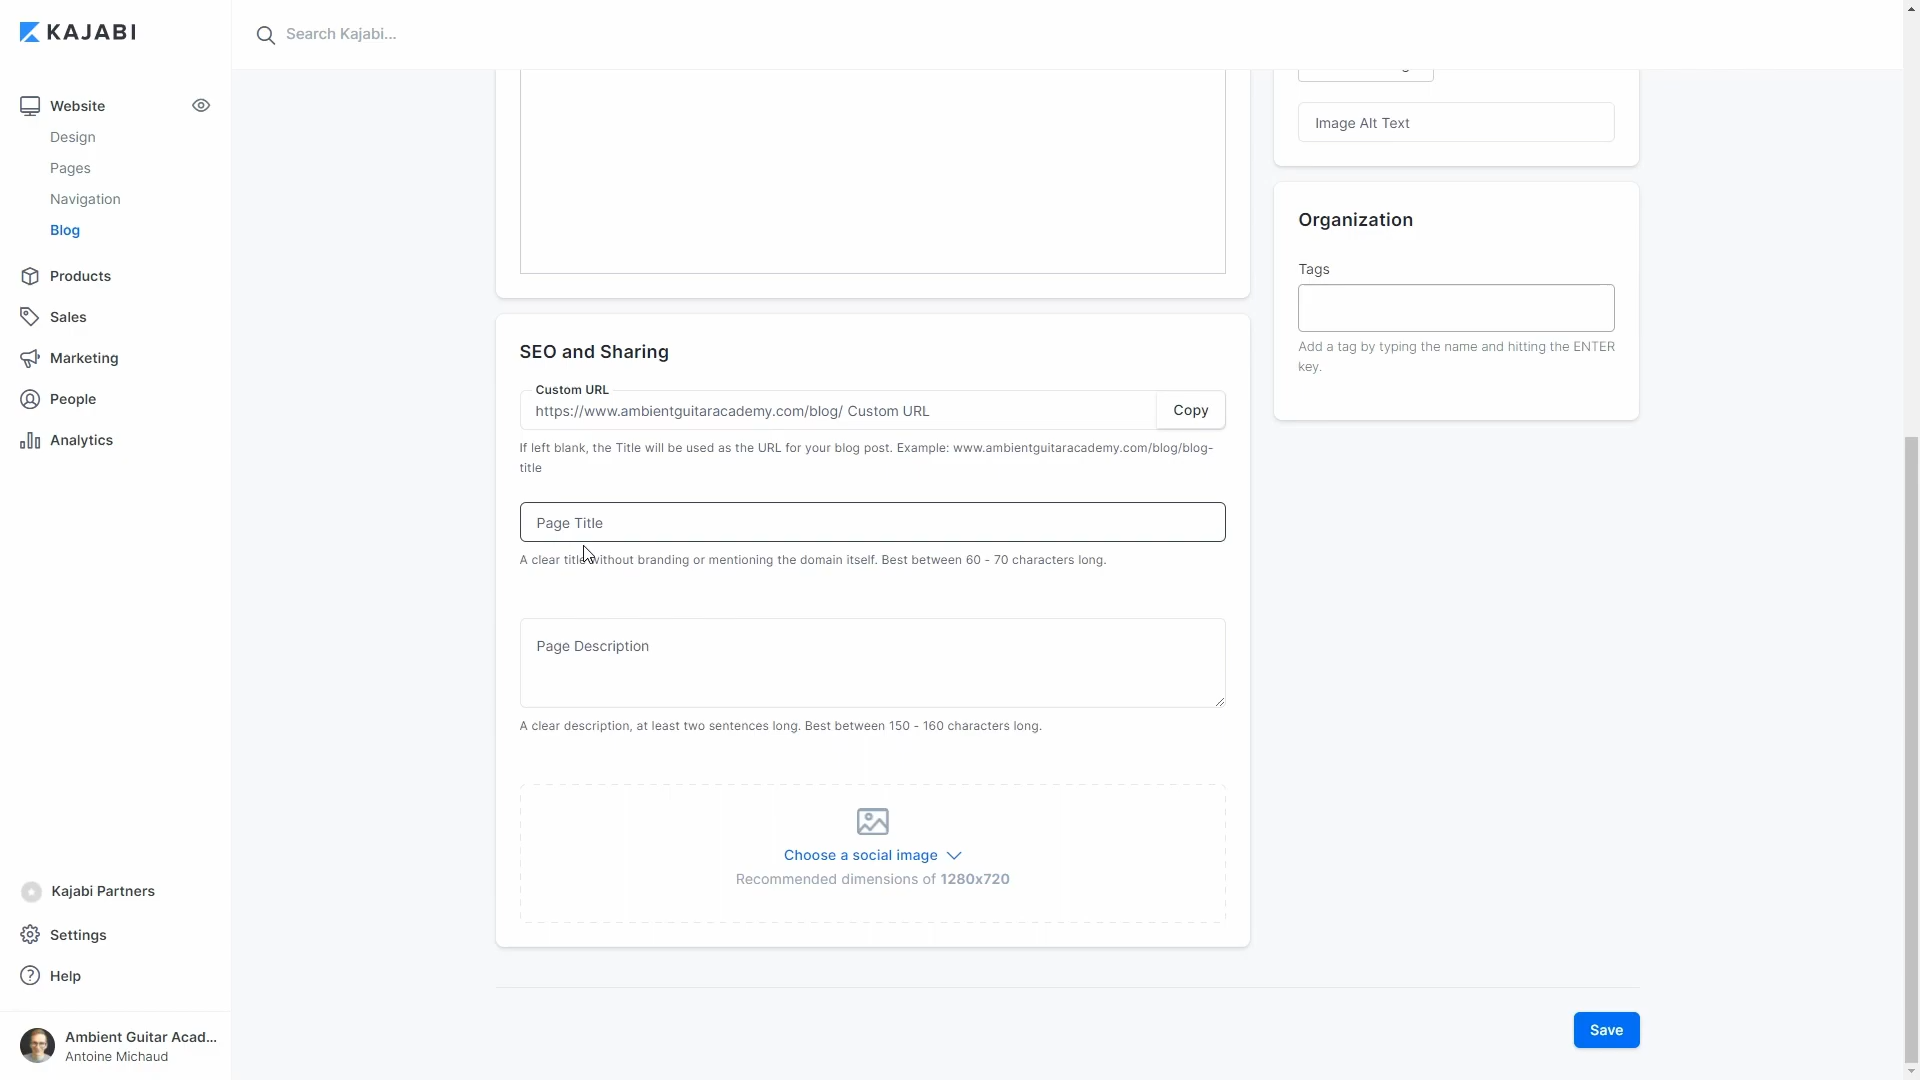 KAJABI
Search Kajabi...
Website
Design
Pages
Navigation
Blog
Products
Sales
Marketing
People
Analytics
Kajabi Partners
Settings
Help
Ambient Guitar Acad...
Antoine Michaud
SEO and Sharing
Custom URL
https://www.ambientguitaracademy.com/blog/ Custom URL
Copy
If left blank, the Title will be used as the URL for your blog post. Example: www.ambientguitaracademy.com/blog/blog-
title
Page Title
A clear title without branding or mentioning the domain itself. Best between 60 - 70 characters long.
Page Description
A clear description, at least two sentences long. Best between 150 - 160 characters long.
Choose a social image
Recommended dimensions of 1280x720
Image Alt Text
Organization
Tags
Add a tag by typing the name and hitting the ENTER
key.
Save